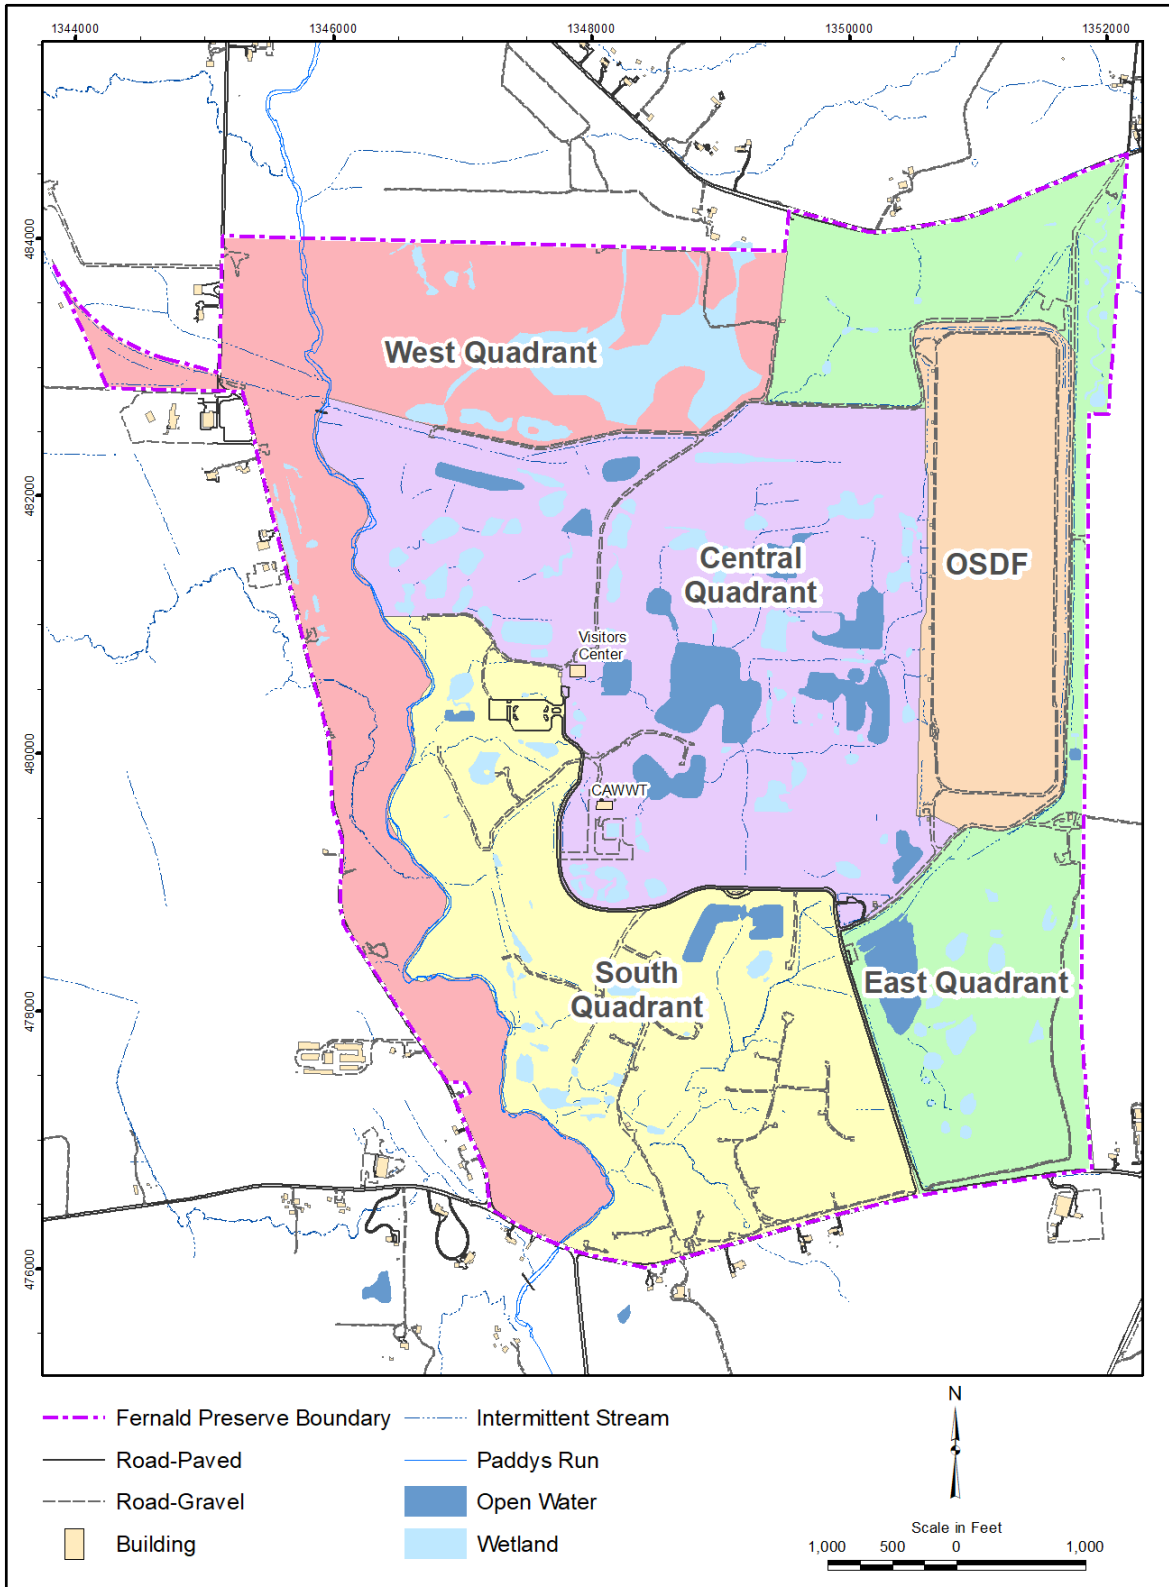 1344000
1346000
1348000
1350000
1352000
484000
482000
480000
478000
476000
West Quadrant
Central
Quadrant
OSDF
Visitors
Center
CAWWT
South
Quadrant
East Quadrant
Fernald Preserve Boundary
Road-Paved
Road-Gravel
Building
Intermittent Stream
Paddys Run
Open Water
Wetland
N
Scale in Feet
1,000 500 0 1,000